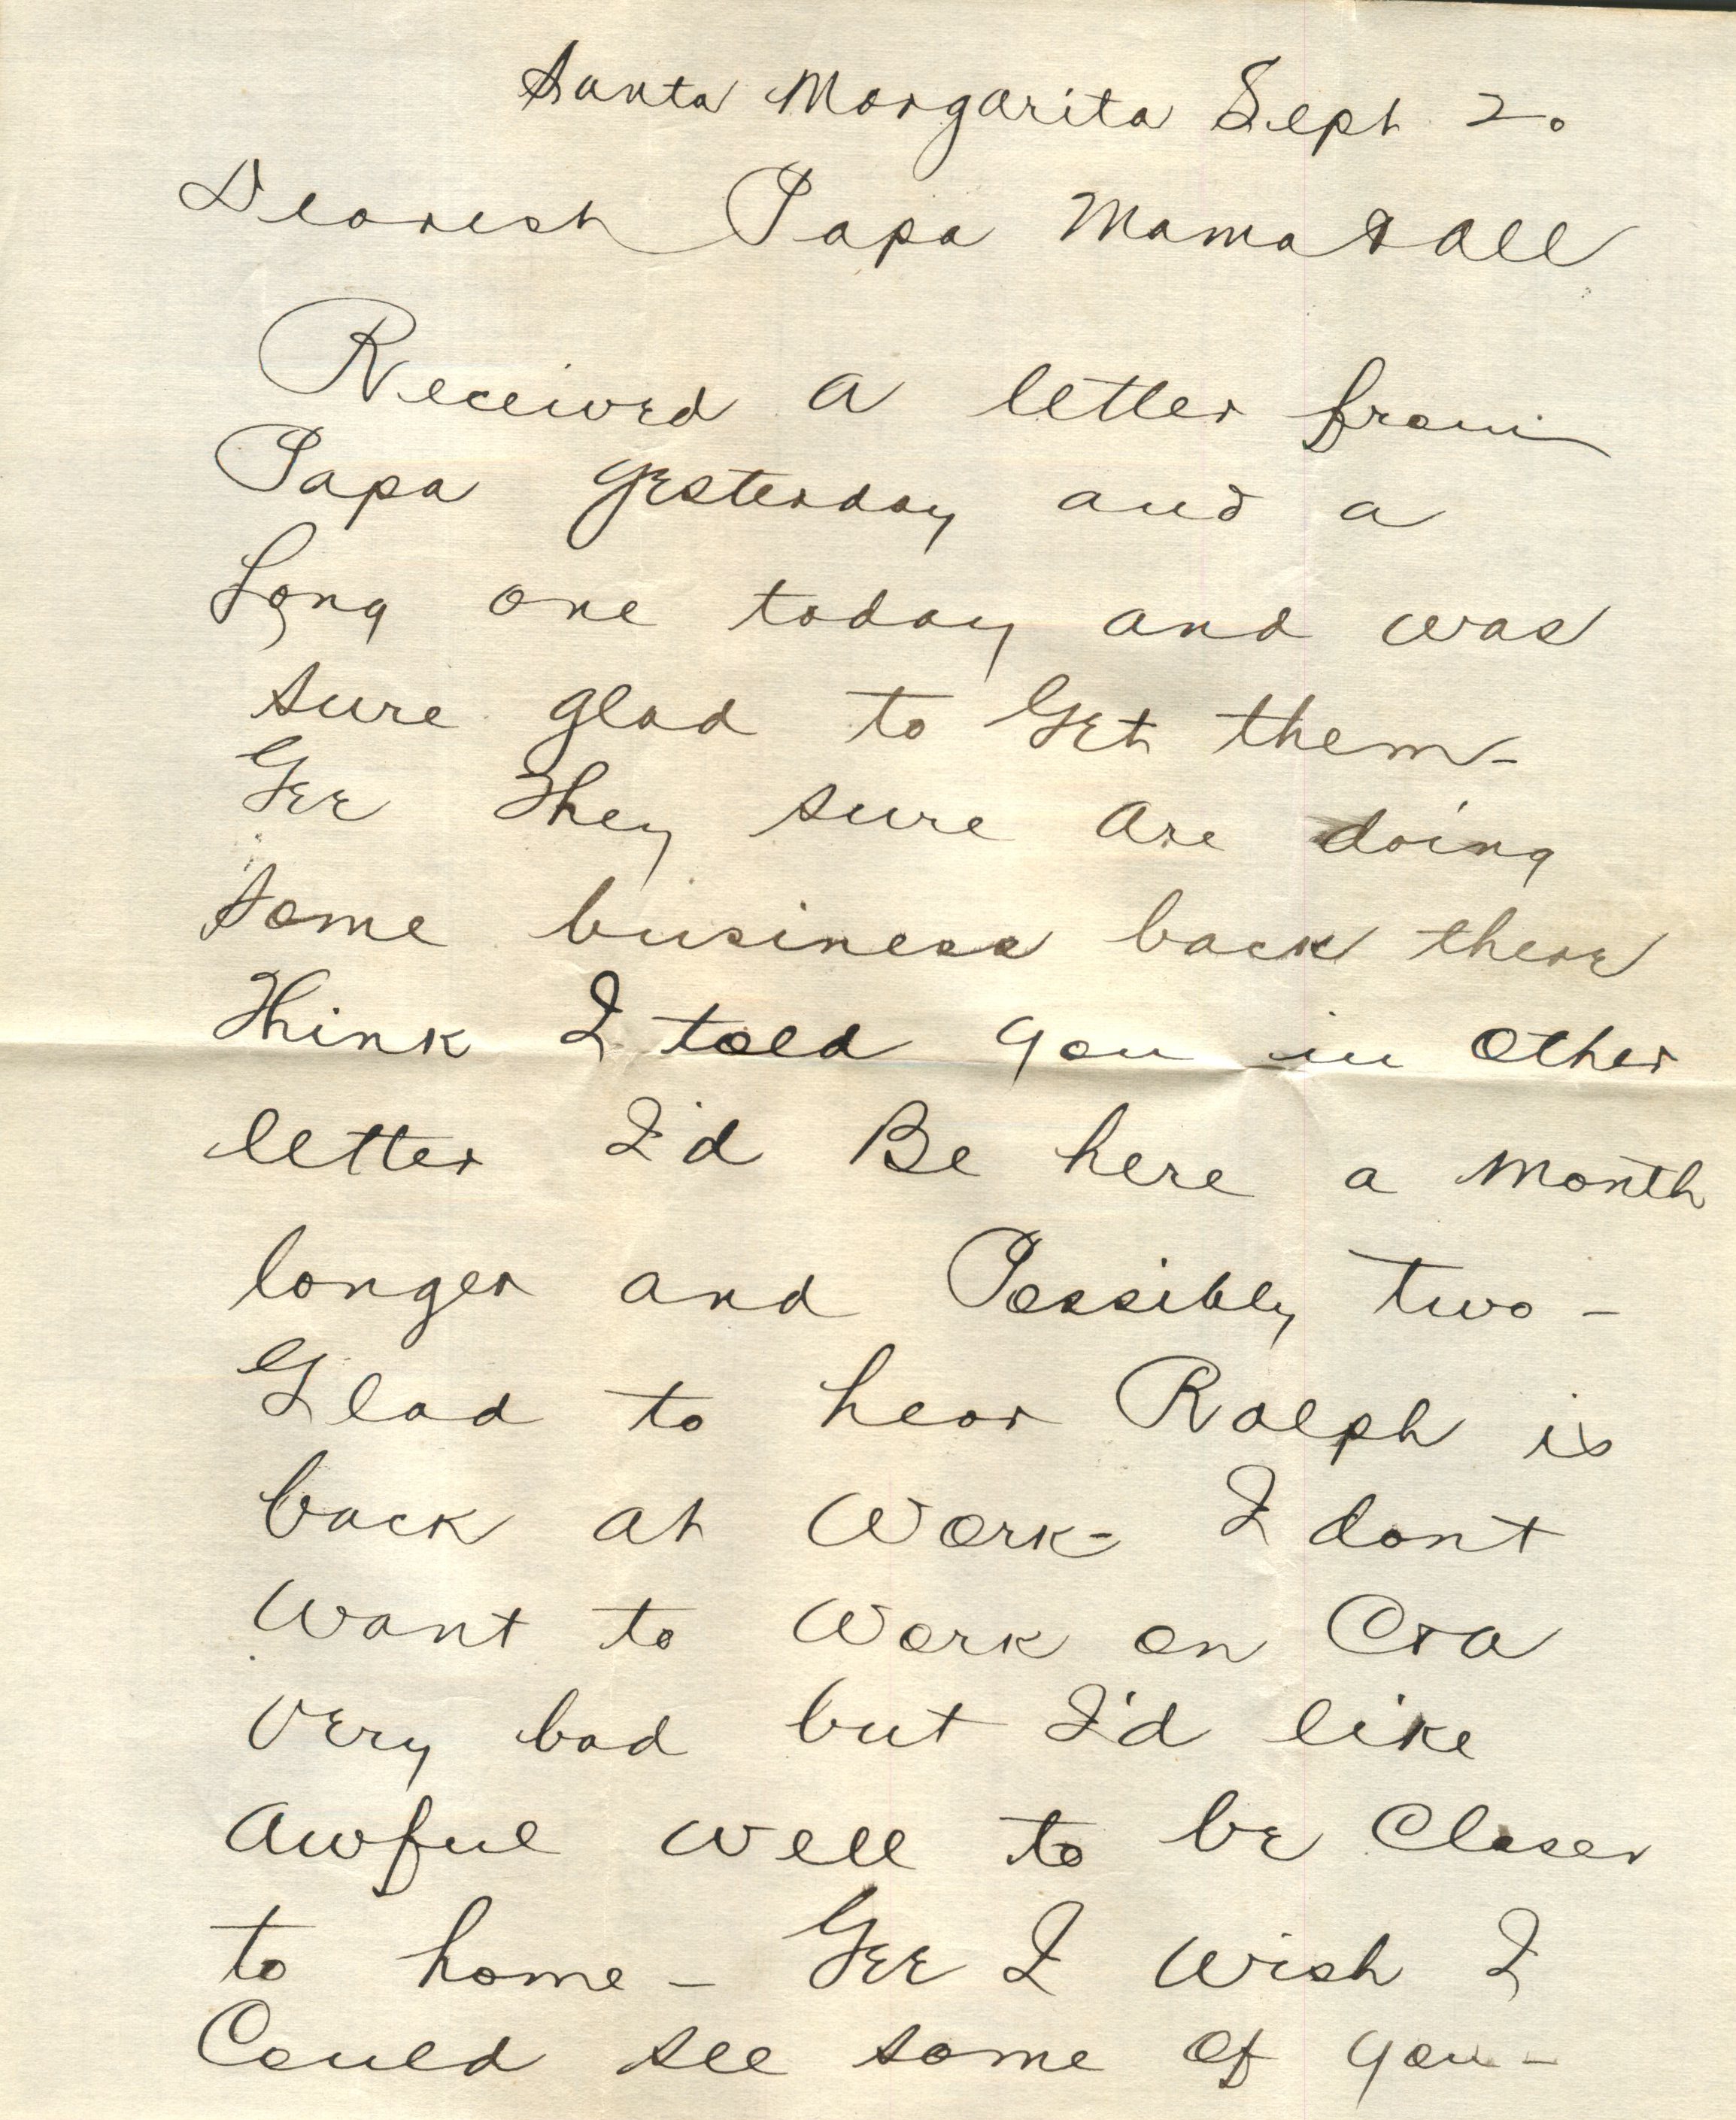 Santa Margarita Sept 2.
Dearest Papa Mama & All
Received a letter from
Papa yesterday and a
Long one today and was
sure glad to Get them-
Gee They sure are doing
some business back there
Think I told you in other
letter I'd Be here a month
longer and Possibly two -
Glad to hear Ralph is
back at Work- I dont
Want to Work on
very bad but I'd like
Awful well to be Closer
to home - Gee I Wish I
Could see some of you -